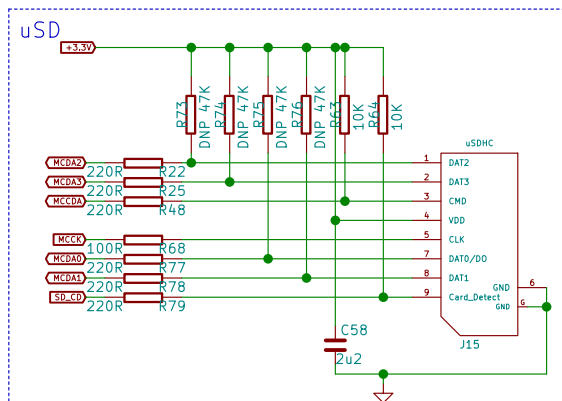 uSD
+3.3V
R73
DNP 47K
R74
DNP 47K
R75
DNP 47K
R76
DNP 47K
R63
10K
R64
10K
uSDHC
MCDA2
220R
R22
1
DAT2
MCDA3
220R
R25
2
DAT3
MCCDA
220R
R48
3
CMD
4
VDD
MCCK
100R
R68
5
CLK
MCDA0
220R
R77
7
DAT0/DO
MCDA1
220R
R78
8
DAT1
SD_CD
220R
R79
9
Card_Detect
GND
6
GND
G
J15
C58
2u2